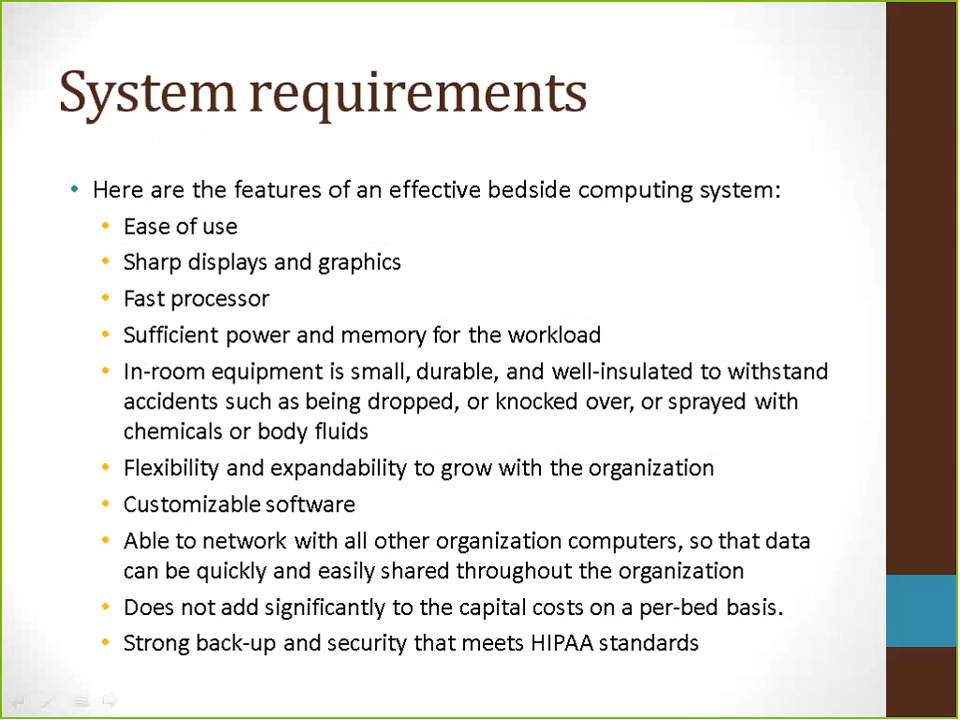 System requirements
• Here are the features of an effective bedside computing system:
• Ease of use
• Sharp displays and graphics
• Fast processor
• Sufficient power and memory for the workload
• In-room equipment is small, durable, and well-insulated to withstand
accidents such as being dropped, or knocked over, or sprayed with
chemicals or body fluids
• Flexibility and expandability to grow with the organization
• Customizable software
• Able to network with all other organization computers, so that data
can be quickly and easily shared throughout the organization
• Does not add significantly to the capital costs on a per-bed basis.
• Strong back-up and security that meets HIPAA standards